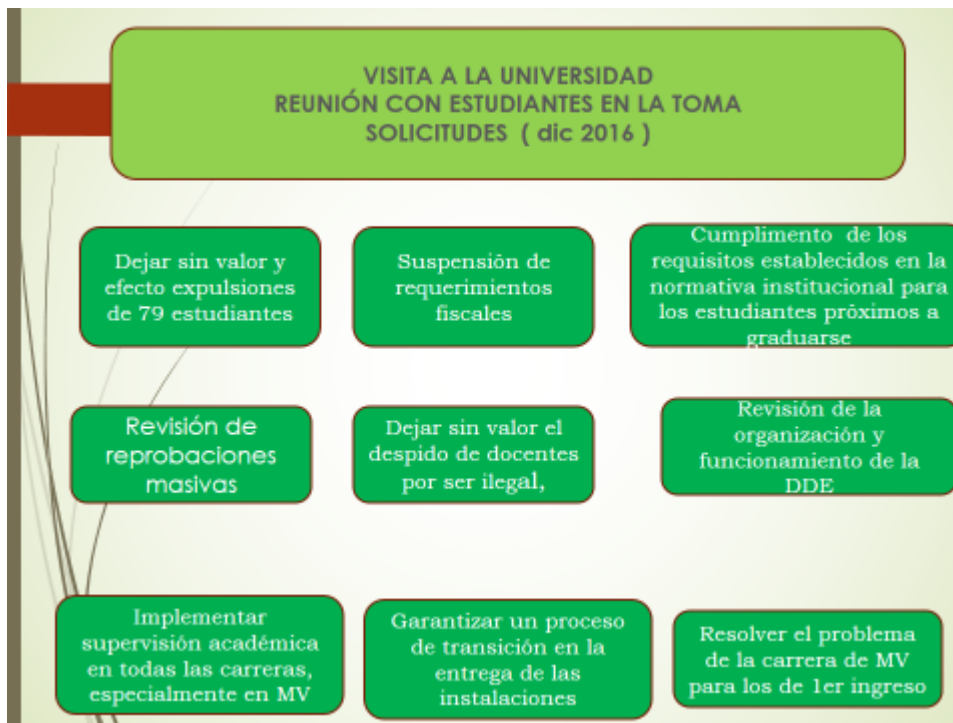 VISITA A LA UNIVERSIDAD
REUNIÓN CON ESTUDIANTES EN LA TOMA
SOLICITUDES ( dic 2016 )
Dejar sin valor y
efecto expulsiones
de 79 estudiantes
Suspensión de
requerimientos
fiscales
Cumplimento de los
requisitos establecidos en la
normativa institucional para
los estudiantes próximos a
graduarse
Revisión de
reprobaciones
masivas
Dejar sin valor el
despido de docentes
por ser ilegal,
Revisión de la
organización y
funcionamiento de la
DDE
Implementar
supervisión académica
en todas las carreras,
especialmente en MV
Garantizar un proceso
de transición en la
entrega de las
instalaciones
Resolver el problema
de la carrera de MV
para los de 1er ingreso